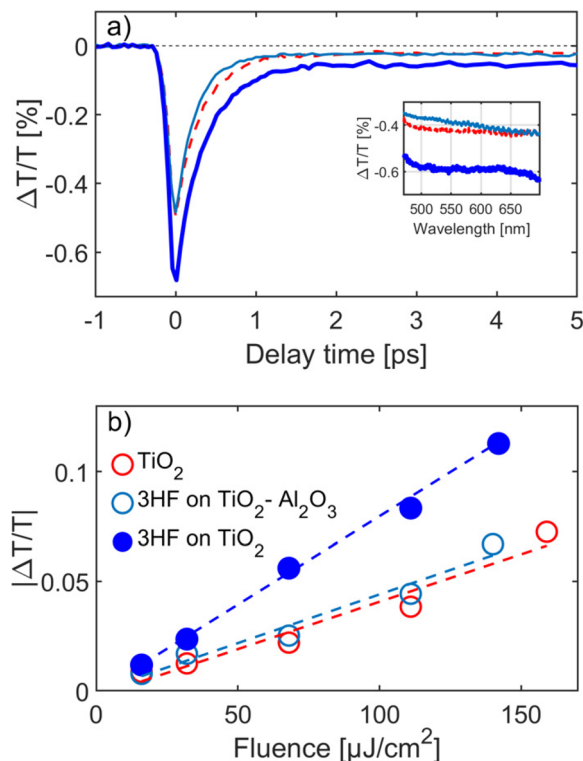 a)
0
-0.2
-0.4
-0.6
ΔT/T [%]
-1 0 1 2 3 4 5
Delay time [ps]
-0.4
-0.6
ΔT/T [%]
500 550 600 650
Wavelength [nm]
b)
TiO₂
3HF on TiO₂- Al₂O₃
3HF on TiO₂
0.1
0.05
0
|ΔT/T|
0 50 100 150
Fluence [μJ/cm²]